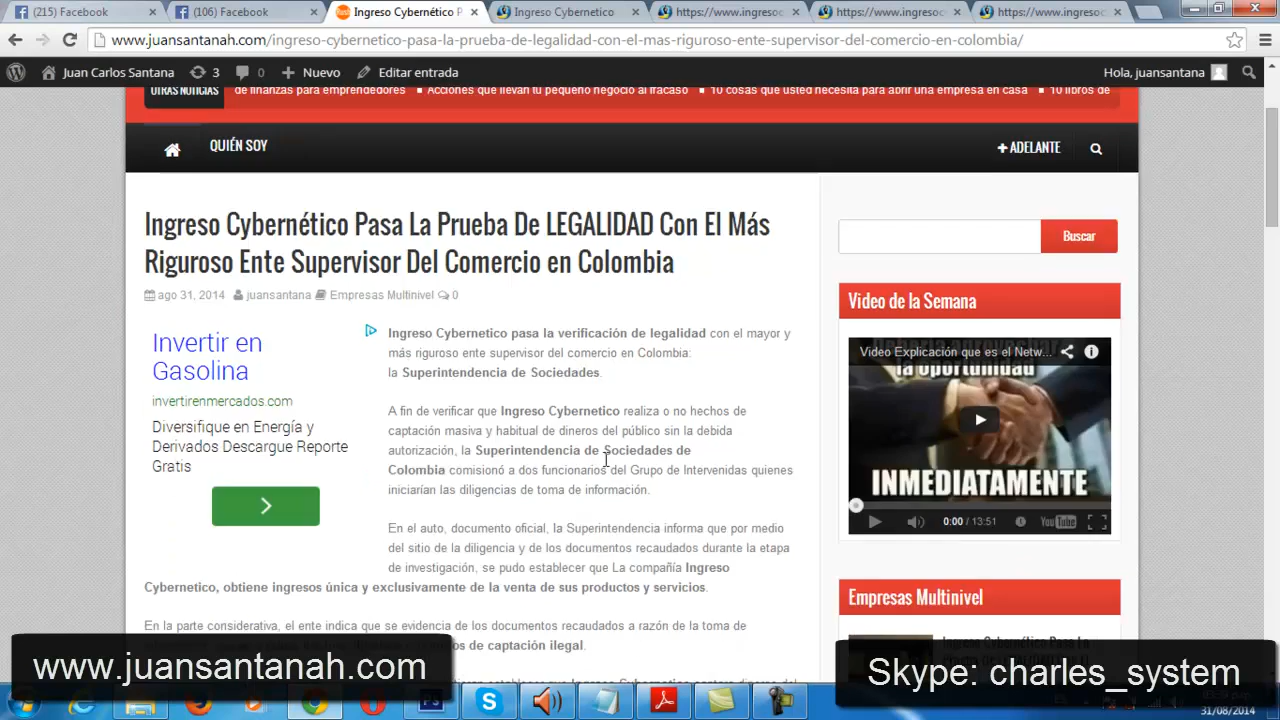 (215) Facebook
(106) Facebook
Ingreso Cybernético P
Ingreso Cybernetico
https://www.ingresoc
https://www.ingresoc
https://www.ingresoc
www.juansantanah.com/ingreso-cybernetico-pasa-la-prueba-de-legalidad-con-el-mas-riguroso-ente-supervisor-del-comercio-en-colombia/
Juan Carlos Santana 3 0 Nuevo Editar entrada Hola, juansantana
OTRAS NOTICIAS de finanzas para emprendedores Acciones que llevan tu pequeño negocio al fracaso 10 cosas que usted necesita para abrir una empresa en casa 10 libros de
QUIÉN SOY
+ ADELANTE
Ingreso Cybernético Pasa La Prueba De LEGALIDAD Con El Más
Riguroso Ente Supervisor Del Comercio en Colombia
ago 31, 2014 juansantana Empresas Multinivel 0
Invertir en
Gasolina
invertirenmercados.com
Diversifique en Energía y
Derivados Descargue Reporte
Gratis
Ingreso Cybernetico pasa la verificación de legalidad con el mayor y
más riguroso ente supervisor del comercio en Colombia:
la Superintendencia de Sociedades.
A fin de verificar que Ingreso Cybernetico realiza o no hechos de
captación masiva y habitual de dineros del público sin la debida
autorización, la Superintendencia de Sociedades de
Colombia comisionó a dos funcionarios del Grupo de Intervenidas quienes
iniciarían las diligencias de toma de información.
En el auto, documento oficial, la Superintendencia informa que por medio
del sitio de la diligencia y de los documentos recaudados durante la etapa
de investigación, se pudo establecer que La compañía Ingreso
Cybernetico, obtiene ingresos única y exclusivamente de la venta de sus productos y servicios.
En la parte considerativa, el ente indica que se evidencia de los documentos recaudados a razón de la toma de
os de captación ilegal.
Buscar
Video de la Semana
Video Explicación que es el Netw...
la oportunidad
INMEDIATAMENTE
0:00 / 13:51
YouTube
Empresas Multinivel
Ingreso Cybernético Pasa La
www.juansantanah.com
Skype: charles_system
31/08/2014